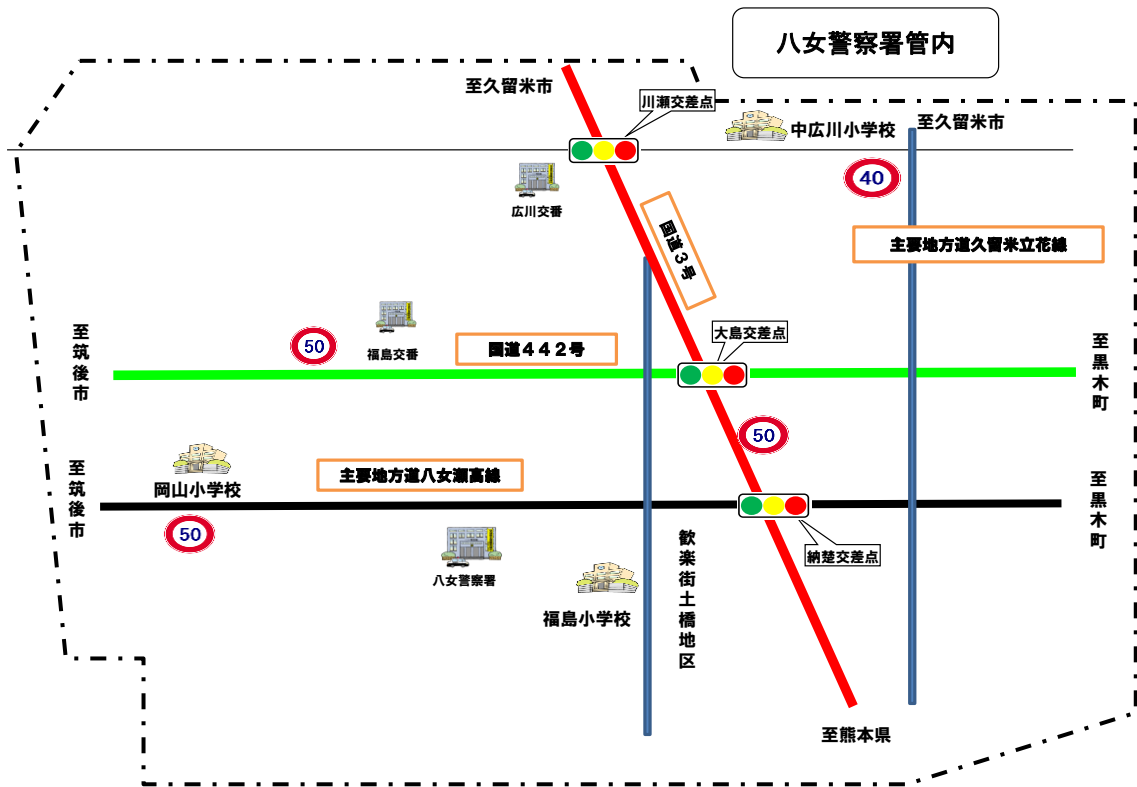 八女警察署管内
至久留米市
川瀬交差点
中広川小学校
至久留米市
40
広川交番
国道3号
主要地方道久留米立花線
至筑後市
50
福島交番
国道442号
大島交差点
至黒木町
50
至筑後市
岡山小学校
主要地方道八女瀬高線
至黒木町
50
八女警察署
福島小学校
歓楽街土橋地区
納楚交差点
至熊本県